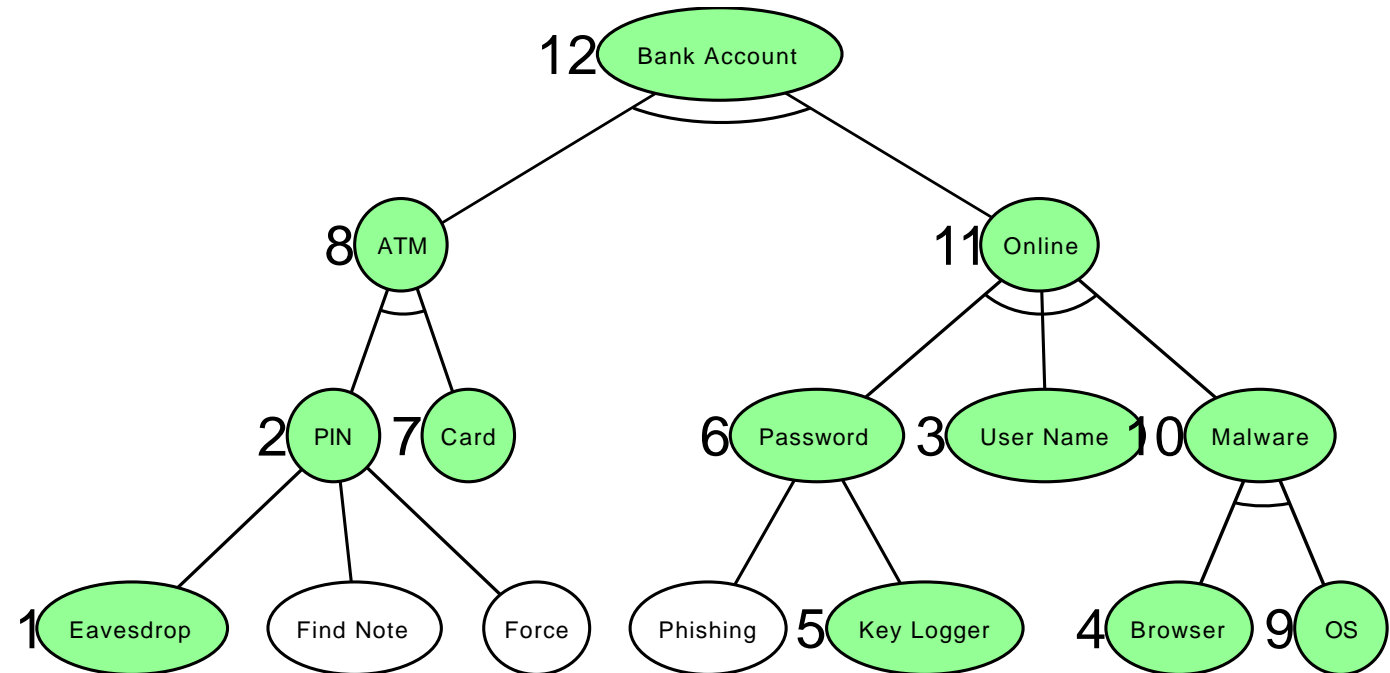 12 Bank Account
8 ATM 11 Online
2 PIN 7 Card 6 Password 3 User Name 10 Malware
1 Eavesdrop Find Note Force Phishing 5 Key Logger 4 Browser 9 OS